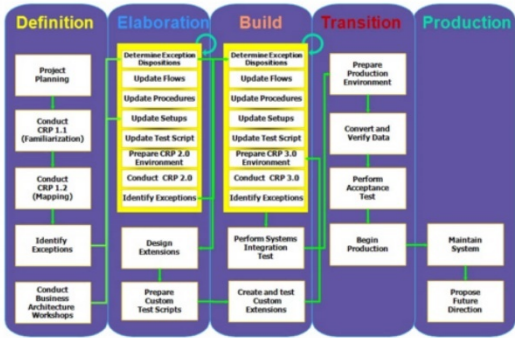 Definition
Project
Planning
Conduct
CRP 1.1
(Familiarization)
Conduct
CRP 1.2
(Mapping)
Identify
Exceptions
Conduct
Business
Architecture
Workshops
Elaboration
Determine Exception
Dispositions
Update Flows
Update Procedures
Update Setups
Update Test Script
Prepare CRP 2.0
Environment
Conduct CRP 2.0
Identify Exceptions
Design
Extensions
Prepare
Custom
Test Scripts
Build
Determine Exception
Dispositions
Update Flows
Update Procedures
Update Setups
Update Test Script
Prepare CRP 3.0
Environment
Conduct CRP 3.0
Identify Exceptions
Perform Systems
Integration
Test
Create and test
Custom
Extensions
Transition
Prepare
Production
Environment
Convert and
Verify Data
Perform
Acceptance
Test
Begin
Production
Production
Maintain
System
Propose
Future
Direction